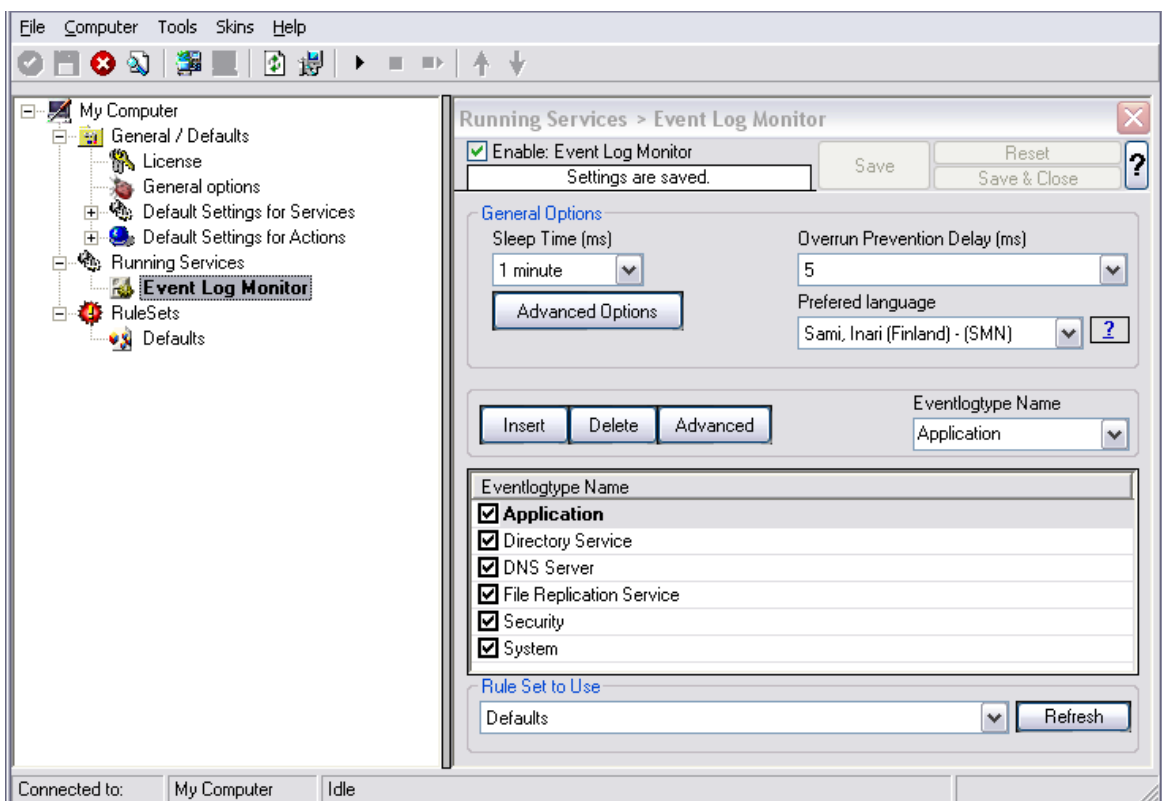 File Computer Tools Skins Help
My Computer
General / Defaults
License
General options
Default Settings for Services
Default Settings for Actions
Running Services
Event Log Monitor
RuleSets
Defaults
Running Services > Event Log Monitor
Enable: Event Log Monitor
Settings are saved.
Save
Reset
Save & Close
?
General Options
Sleep Time (ms)
1 minute
Advanced Options
Overrun Prevention Delay (ms)
5
Prefered language
Sami, Inari (Finland) - (SMN)
?
Insert Delete Advanced
Eventlogtype Name
Application
Eventlogtype Name
Application
Directory Service
DNS Server
File Replication Service
Security
System
Rule Set to Use
Defaults
Refresh
Connected to: My Computer Idle